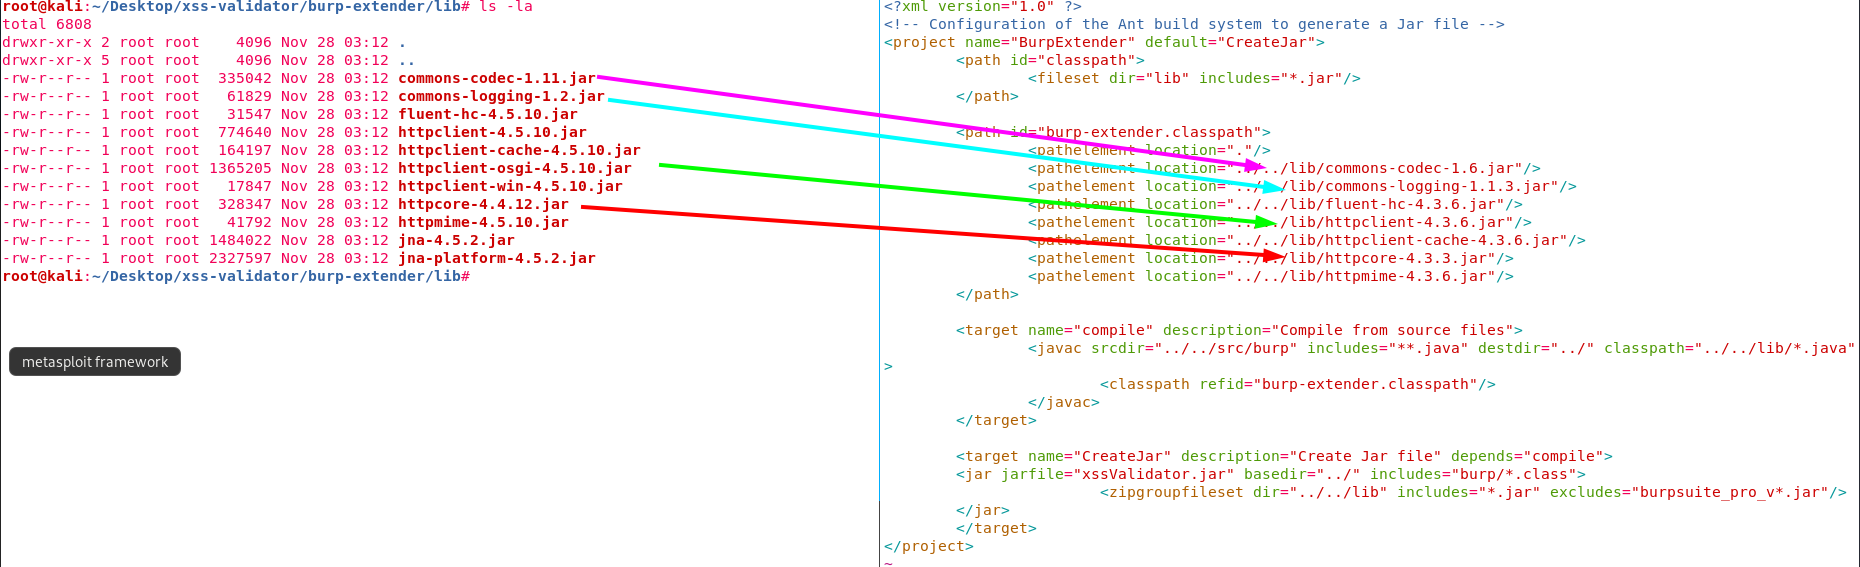 root@kali:~/Desktop/xss-validator/burp-extender/lib# ls -la
total 6808
drwxr-xr-x 2 root root    4096 Nov 28 03:12 .
drwxr-xr-x 5 root root    4096 Nov 28 03:12 ..
-rw-r--r-- 1 root root  335042 Nov 28 03:12 commons-codec-1.11.jar
-rw-r--r-- 1 root root   61829 Nov 28 03:12 commons-logging-1.2.jar
-rw-r--r-- 1 root root   31547 Nov 28 03:12 fluent-hc-4.5.10.jar
-rw-r--r-- 1 root root  774640 Nov 28 03:12 httpclient-4.5.10.jar
-rw-r--r-- 1 root root  164197 Nov 28 03:12 httpclient-cache-4.5.10.jar
-rw-r--r-- 1 root root 1365205 Nov 28 03:12 httpclient-osgi-4.5.10.jar
-rw-r--r-- 1 root root   17847 Nov 28 03:12 httpclient-win-4.5.10.jar
-rw-r--r-- 1 root root  328347 Nov 28 03:12 httpcore-4.4.12.jar
-rw-r--r-- 1 root root   41792 Nov 28 03:12 httpmime-4.5.10.jar
-rw-r--r-- 1 root root 1484022 Nov 28 03:12 jna-4.5.2.jar
-rw-r--r-- 1 root root 2327597 Nov 28 03:12 jna-platform-4.5.2.jar
root@kali:~/Desktop/xss-validator/burp-extender/lib#
metasploit framework
<?xml version="1.0" ?>
<!-- Configuration of the Ant build system to generate a Jar file -->
<project name="BurpExtender" default="CreateJar">
        <path id="classpath">
                <fileset dir="lib" includes="*.jar"/>
        </path>
        <path id="burp-extender.classpath">
                <pathelement location="."/>
                <pathelement location="../../lib/commons-codec-1.6.jar"/>
                <pathelement location="../../lib/commons-logging-1.1.3.jar"/>
                <pathelement location="../../lib/fluent-hc-4.3.6.jar"/>
                <pathelement location="../../lib/httpclient-4.3.6.jar"/>
                <pathelement location="../../lib/httpclient-cache-4.3.6.jar"/>
                <pathelement location="../../lib/httpcore-4.3.3.jar"/>
                <pathelement location="../../lib/httpmime-4.3.6.jar"/>
        </path>
        <target name="compile" description="Compile from source files">
                <javac srcdir="../../src/burp" includes="**.java" destdir="../" classpath="../../lib/*.java"
>
                        <classpath refid="burp-extender.classpath"/>
                </javac>
        </target>
        <target name="CreateJar" description="Create Jar file" depends="compile">
        <jar jarfile="xssValidator.jar" basedir="../" includes="burp/*.class">
                        <zipgroupfileset dir="../../lib" includes="*.jar" excludes="burpsuite_pro_v*.jar"/>
        </jar>
        </target>
</project>
~